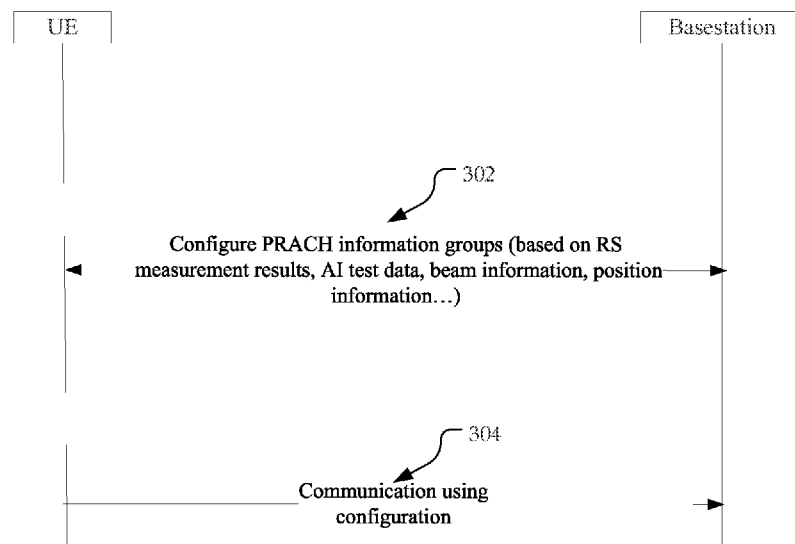 UE
Basestation
302
Configure PRACH information groups (based on RS
measurement results, AI test data, beam information, position
information…)
304
Communication using
configuration